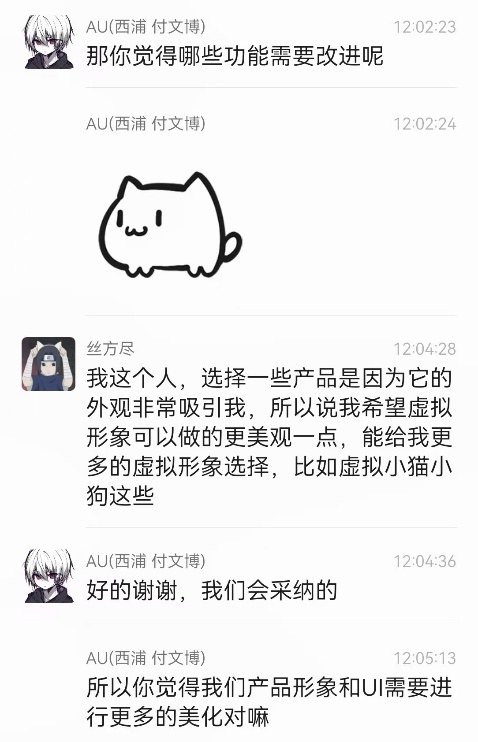 AU(西浦 付文博) 12:02:23
那你觉得哪些功能需要改进呢
AU(西浦 付文博) 12:02:24
丝方尽 12:04:28
我这个人，选择一些产品是因为它的
外观非常吸引我，所以说我希望虚拟
形象可以做的更美观一点，能给我更
多的虚拟形象选择，比如虚拟小猫小
狗这些
AU(西浦 付文博) 12:04:36
好的谢谢，我们会采纳的
AU(西浦 付文博) 12:05:13
所以你觉得我们产品形象和UI需要进
行更多的美化对嘛